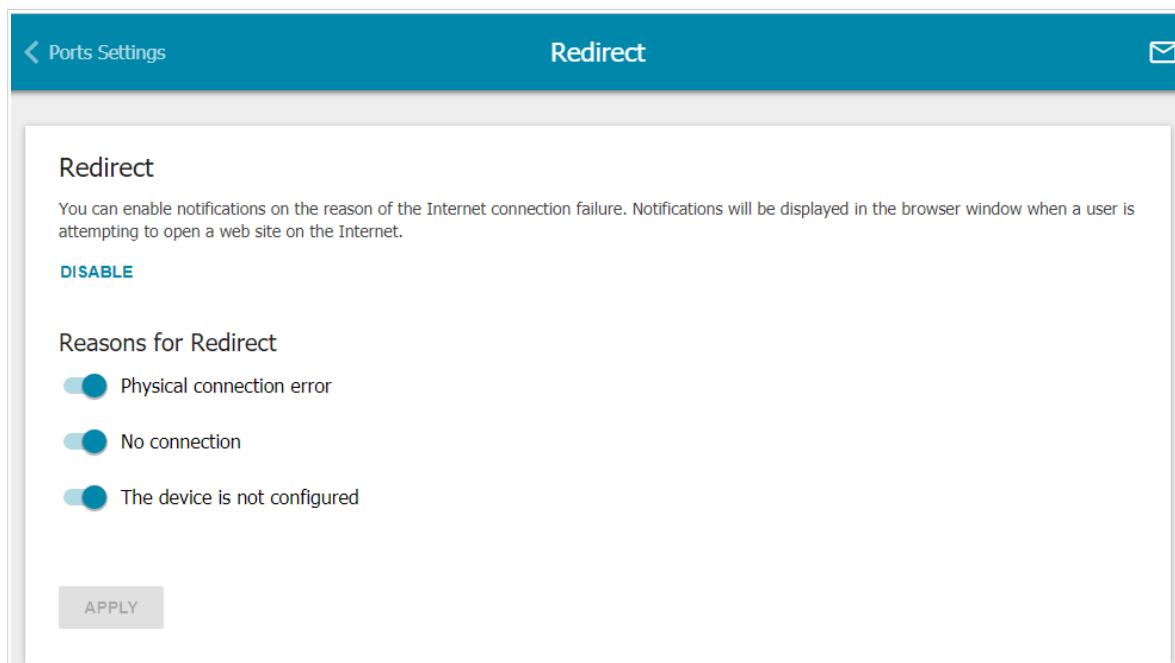 Ports Settings
Redirect
Redirect
You can enable notifications on the reason of the Internet connection failure. Notifications will be displayed in the browser window when a user is
attempting to open a web site on the Internet.
DISABLE
Reasons for Redirect
Physical connection error
No connection
The device is not configured
APPLY